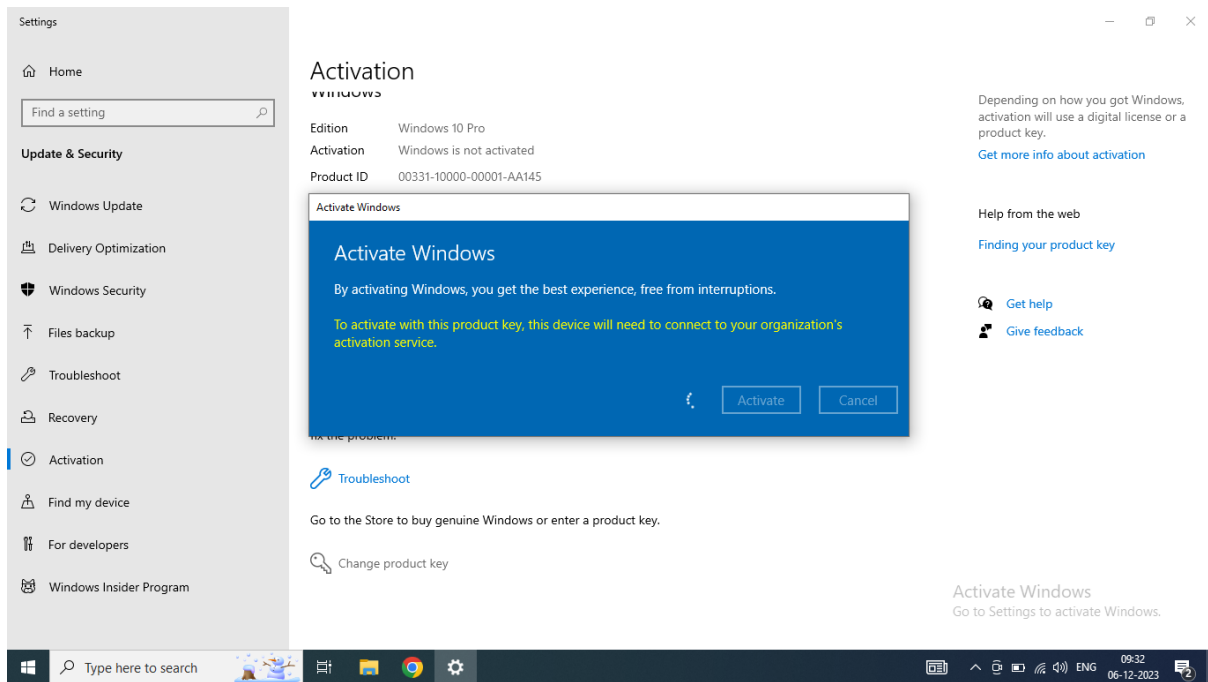 Settings
Home
Find a setting
Update & Security
Windows Update
Delivery Optimization
Windows Security
Files backup
Troubleshoot
Recovery
Activation
Find my device
For developers
Windows Insider Program
Activation
Windows
Edition Windows 10 Pro
Activation Windows is not activated
Product ID 00331-10000-00001-AA145
Activate Windows
Activate Windows
By activating Windows, you get the best experience, free from interruptions.
To activate with this product key, this device will need to connect to your organization's
activation service.
Activate Cancel
fix the problem.
Troubleshoot
Go to the Store to buy genuine Windows or enter a product key.
Change product key
Depending on how you got Windows,
activation will use a digital license or a
product key.
Get more info about activation
Help from the web
Finding your product key
Get help
Give feedback
Activate Windows
Go to Settings to activate Windows.
Type here to search
ENG
09:32
06-12-2023
2